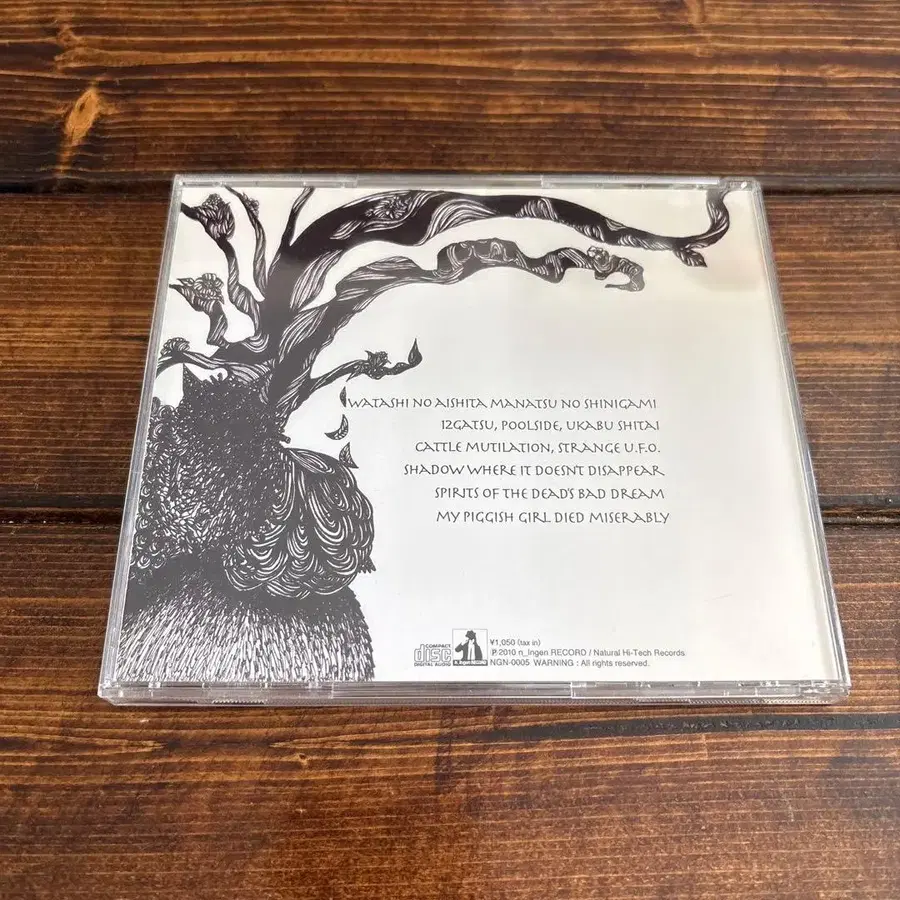 WATASHI NO AISHITA MANATSU NO SHINIGAMI
12GATSU, POOLSIDE, UKABU SHITAI
CATTLE MUTILATION, STRANGE U.F.O.
SHADOW WHERE IT DOESN'T DISAPPEAR
SPIRITS OF THE DEAD'S BAD DREAM
MY PIGGISH GIRL DIED MISERABLY
COMPACT
disc
DIGITAL AUDIO
¥1,050 (tax in)
℗ 2010 n_ingen RECORD / Natural Hi-Tech Records
NGN-0005 WARNING : All rights reserved.